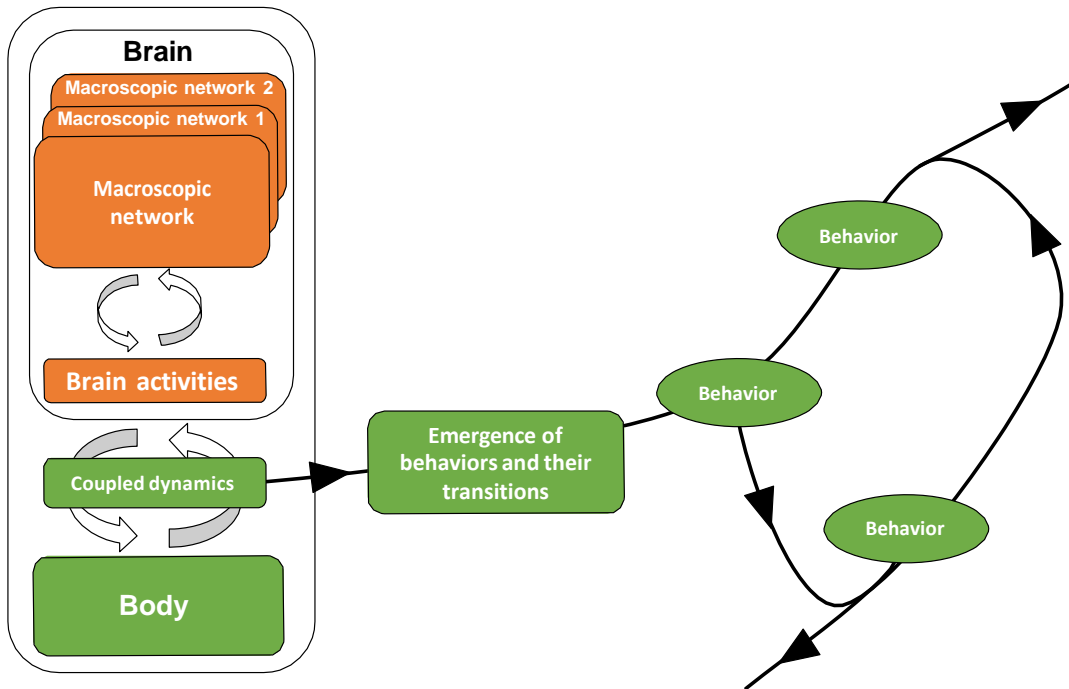 Brain
Macroscopic network 2
Macroscopic network 1
Macroscopic
network
Brain activities
Coupled dynamics
Body
Emergence of
behaviors and their
transitions
Behavior
Behavior
Behavior